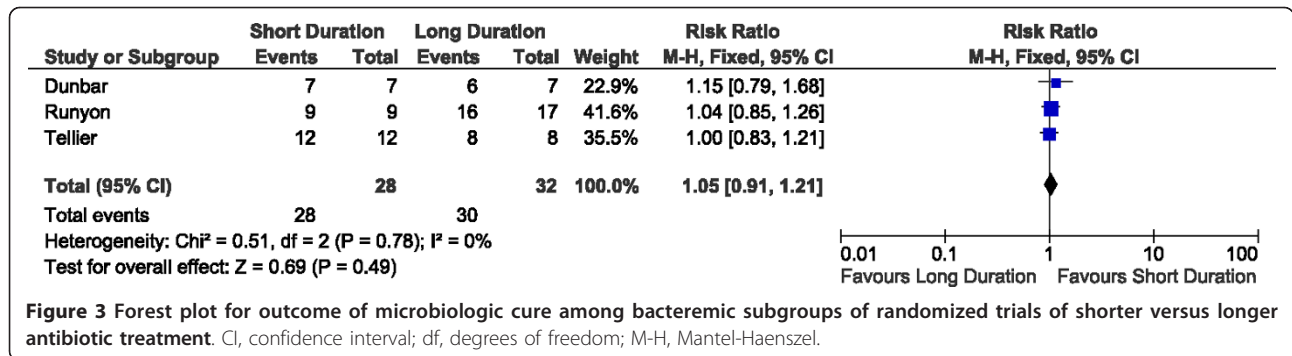 Short Duration Long Duration Risk Ratio Risk Ratio
Study or Subgroup Events Total Events Total Weight M-H, Fixed, 95% CI M-H, Fixed, 95% CI
Dunbar 7 7 6 7 22.9% 1.15 [0.79, 1.68]
Runyon 9 9 16 17 41.6% 1.04 [0.85, 1.26]
Tellier 12 12 8 8 35.5% 1.00 [0.83, 1.21]
Total (95% CI) 28 32 100.0% 1.05 [0.91, 1.21]
Total events 28 30
Heterogeneity: Chi² = 0.51, df = 2 (P = 0.78); I² = 0%
Test for overall effect: Z = 0.69 (P = 0.49)
0.01 0.1 1 10 100
Favours Long Duration Favours Short Duration
Figure 3 Forest plot for outcome of microbiologic cure among bacteremic subgroups of randomized trials of shorter versus longer
antibiotic treatment. CI, confidence interval; df, degrees of freedom; M-H, Mantel-Haenszel.